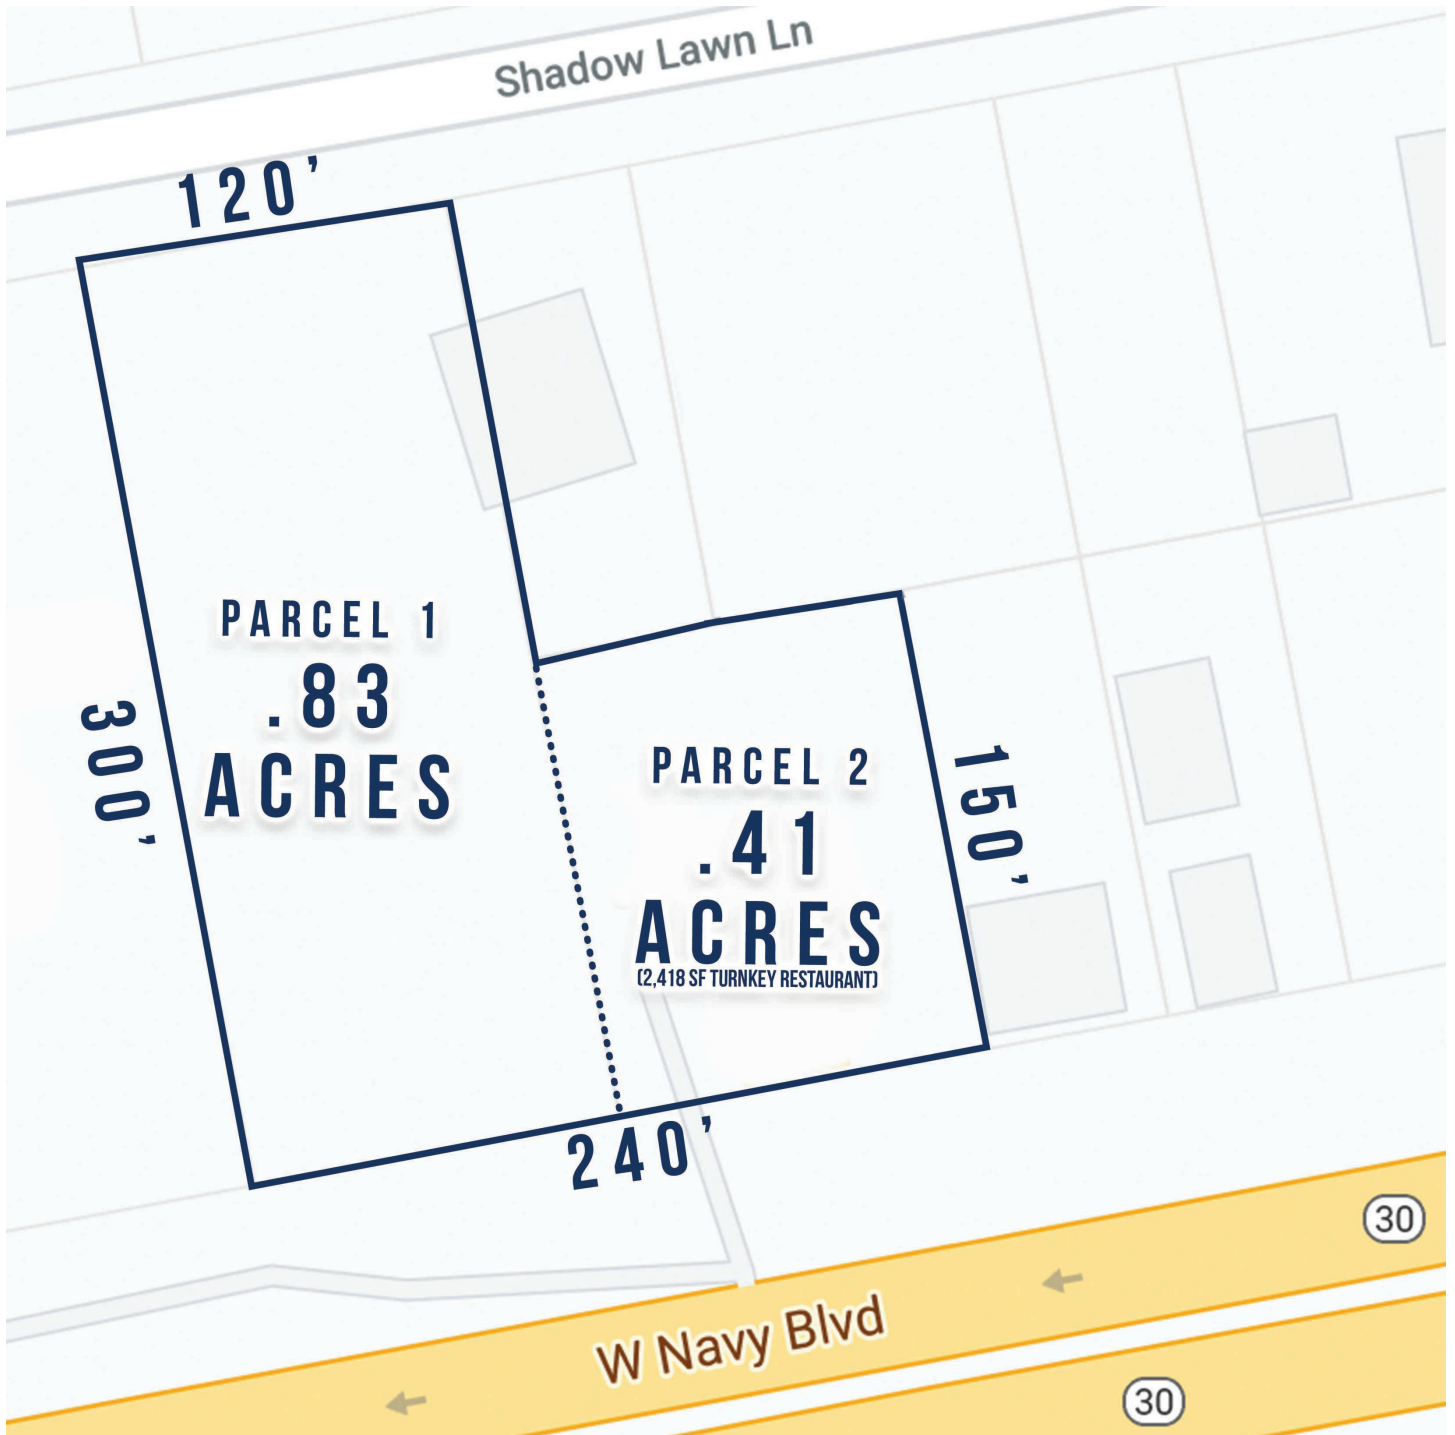 Shadow Lawn Ln
120’
PARCEL 1
.83
ACRES
300’
PARCEL 2
.41
ACRES
(2,418 SF TURNKEY RESTAURANT)
150’
240’
30
W Navy Blvd
30